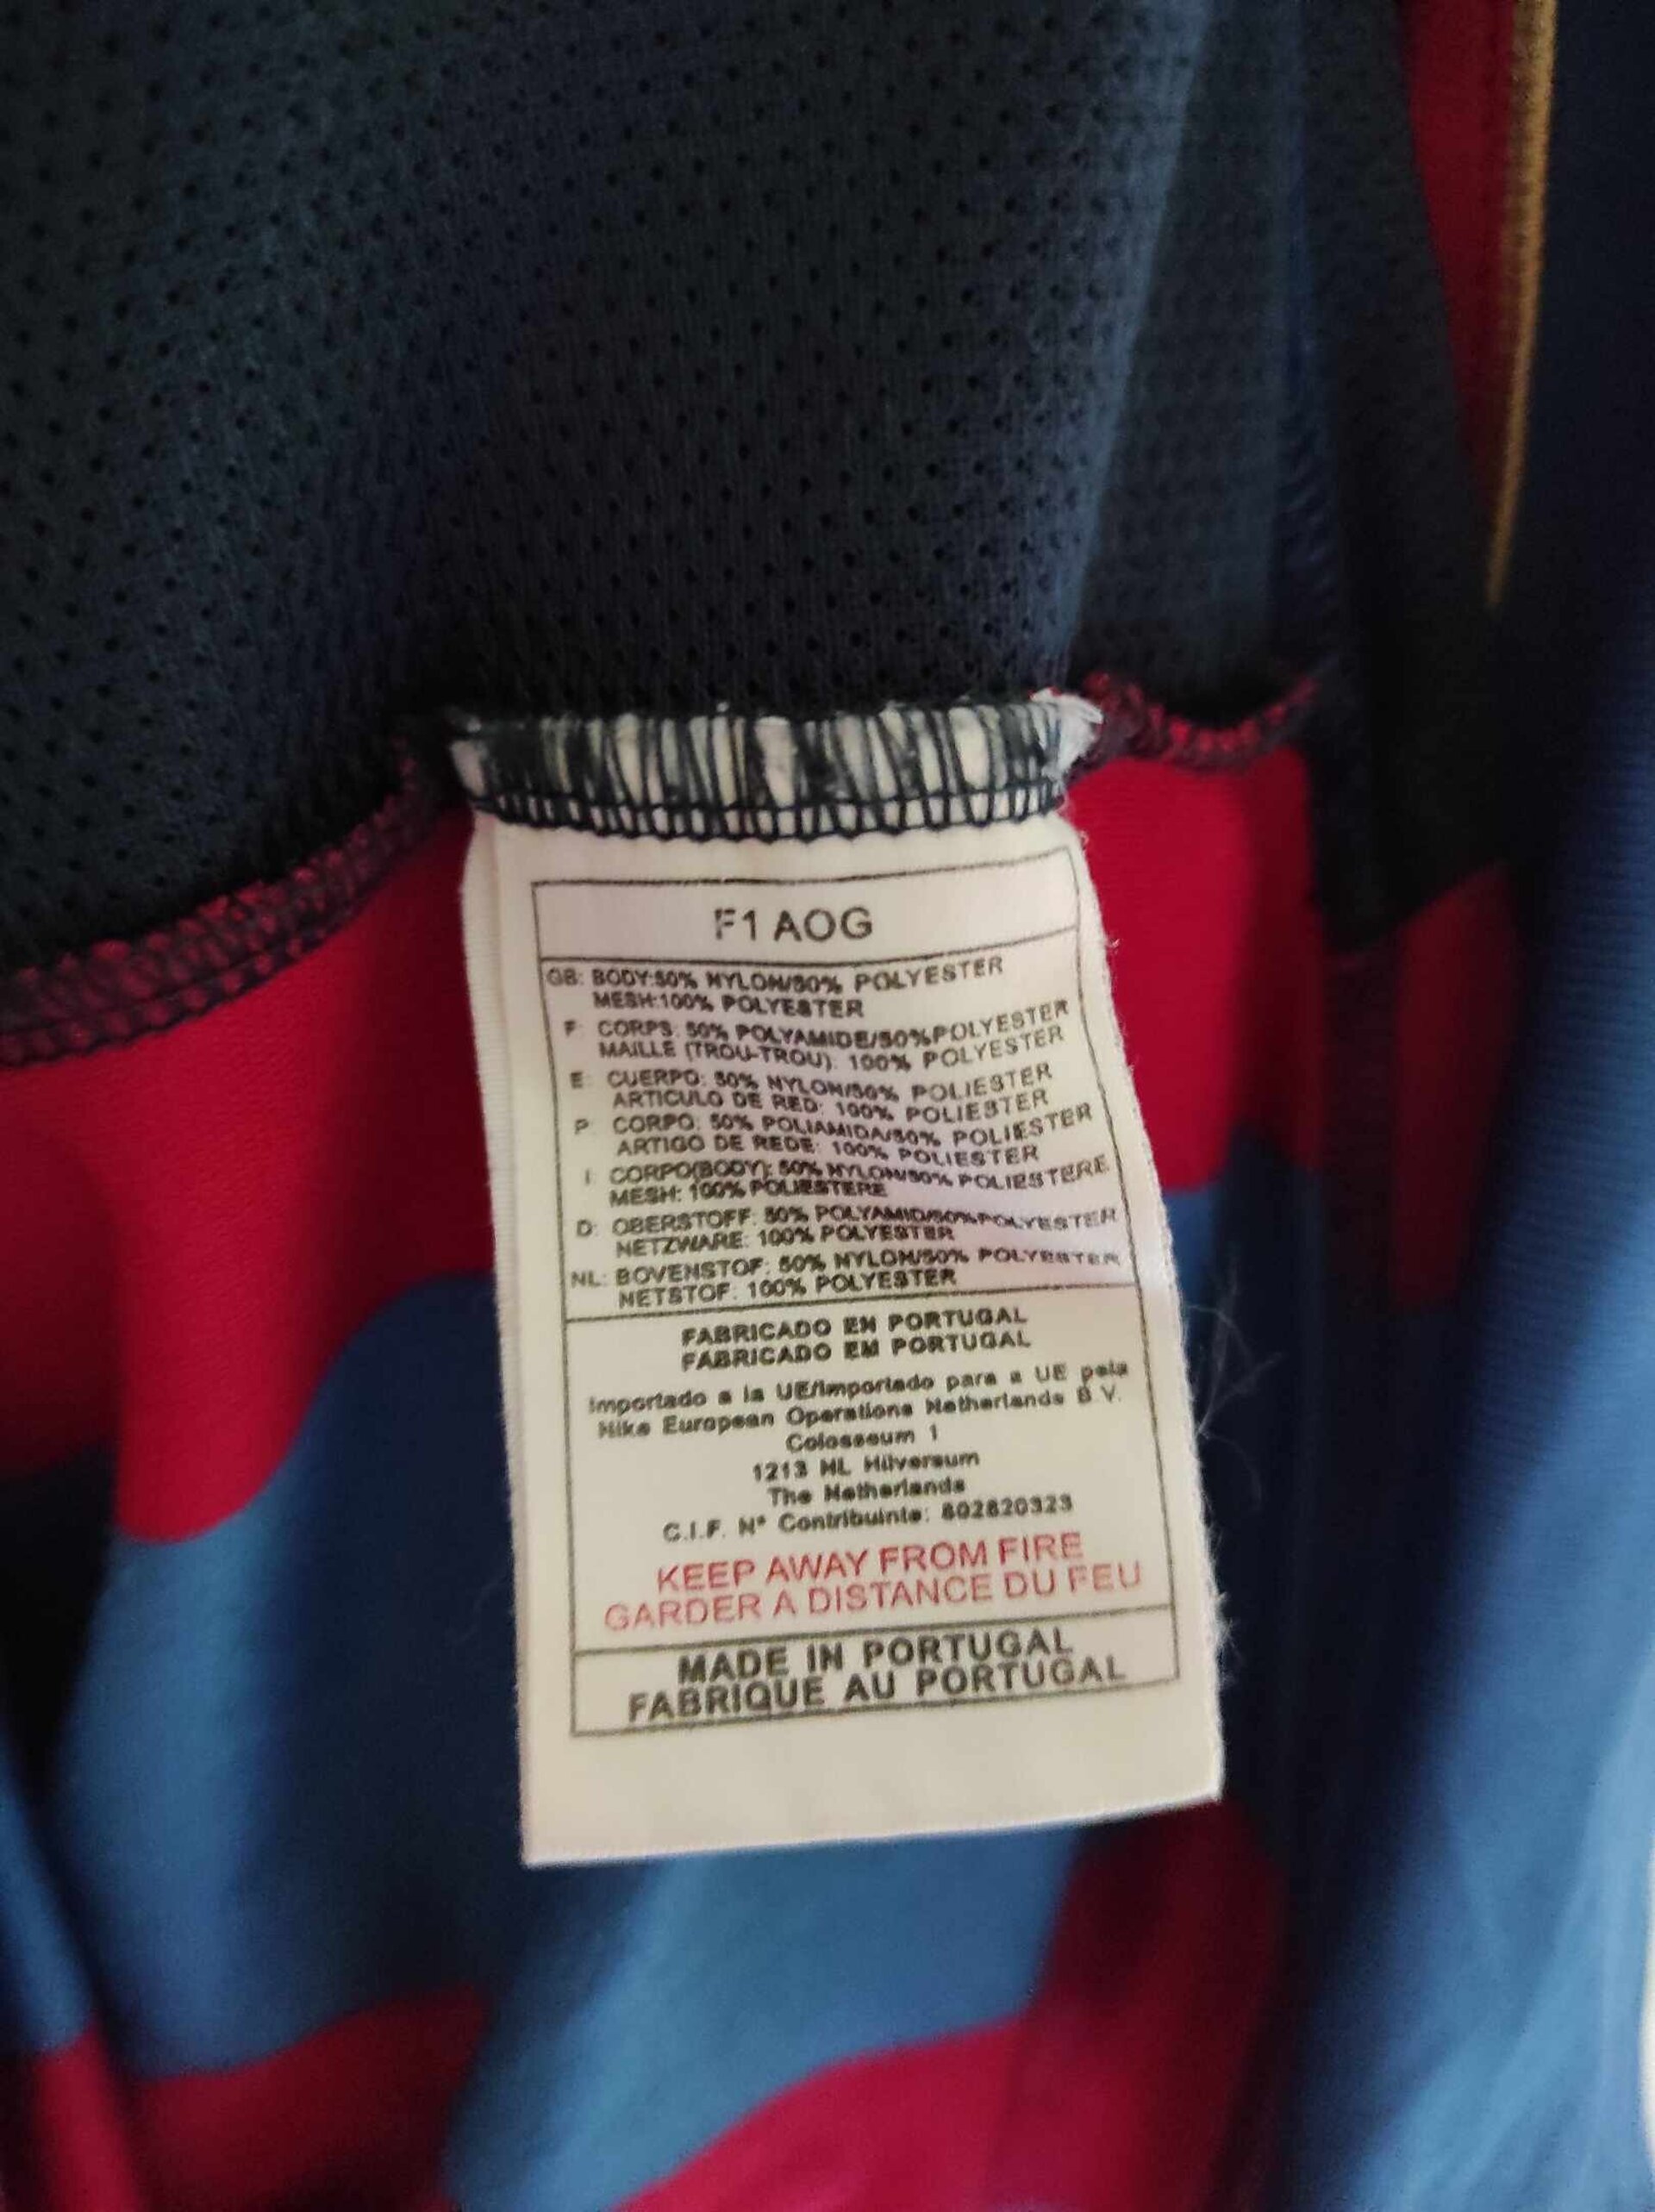 F1 AOG
GB: BODY:50% NYLON/50% POLYESTER
MESH:100% POLYESTER
F: CORPS: 50% POLYAMIDE/50%POLYESTER
MAILLE (TROU-TROU): 100% POLYESTER
E: CUERPO: 50% NYLON/50% POLIESTER
ARTICULO DE RED: 100% POLIESTER
P: CORPO: 50% POLIAMIDA/50% POLIESTER
ARTIGO DE REDE: 100% POLIESTER
I: CORPO(BODY): 50% NYLON/50% POLIESTERE
MESH: 100% POLIESTERE
D: OBERSTOFF: 50% POLYAMID/50%POLYESTER
NETZWARE: 100% POLYESTER
NL: BOVENSTOF: 50% NYLON/50% POLYESTER
NETSTOF: 100% POLYESTER
FABRICADO EN PORTUGAL
FABRICADO EM PORTUGAL
Importado a la UE/Importado para a UE pela
Nike European Operations Netherlands B.V.
Colosseum 1
1213 NL Hilversum
The Netherlands
C.I.F. Nº Contribuinte: 802820323
KEEP AWAY FROM FIRE
GARDER A DISTANCE DU FEU
MADE IN PORTUGAL
FABRIQUE AU PORTUGAL